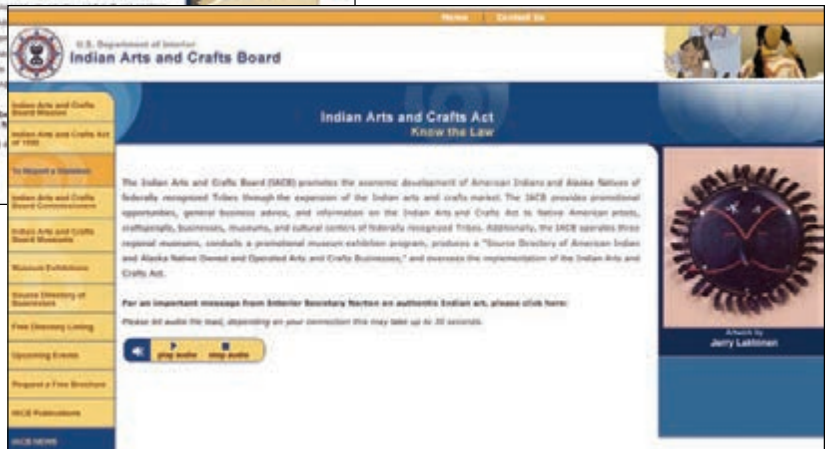 Home Contact Us
U.S. Department of Interior
Indian Arts and Crafts Board
Indian Arts and Crafts
Board Mission
Indian Arts and Crafts Act
of 1990
To Report a Violation
Indian Arts and Crafts
Board Commissioners
Indian Arts and Crafts
Board Museums
Museum Exhibitions
Source Directory of
Businesses
Free Directory Listing
Upcoming Events
Request a Free Brochure
IACB Publications
IACB NEWS
Indian Arts and Crafts Act
Know the Law
The Indian Arts and Crafts Board (IACB) promotes the economic development of American Indians and Alaska Natives of
federally recognized Tribes through the expansion of the Indian arts and crafts market. The IACB provides promotional
opportunities, general business advice, and information on the Indian Arts and Crafts Act to Native American artists,
craftspeople, businesses, museums, and cultural centers of federally recognized Tribes. Additionally, the IACB operates three
regional museums, conducts a promotional museum exhibition program, produces a "Source Directory of American Indian
and Alaska Native Owned and Operated Arts and Crafts Businesses," and oversees the implementation of the Indian Arts and
Crafts Act.
For an important message from Interior Secretary Norton on authentic Indian art, please click here:
Please let audio file load, depending on your connection this may take up to 30 seconds.
play audio stop audio
Artwork by
Jerry Laktonen